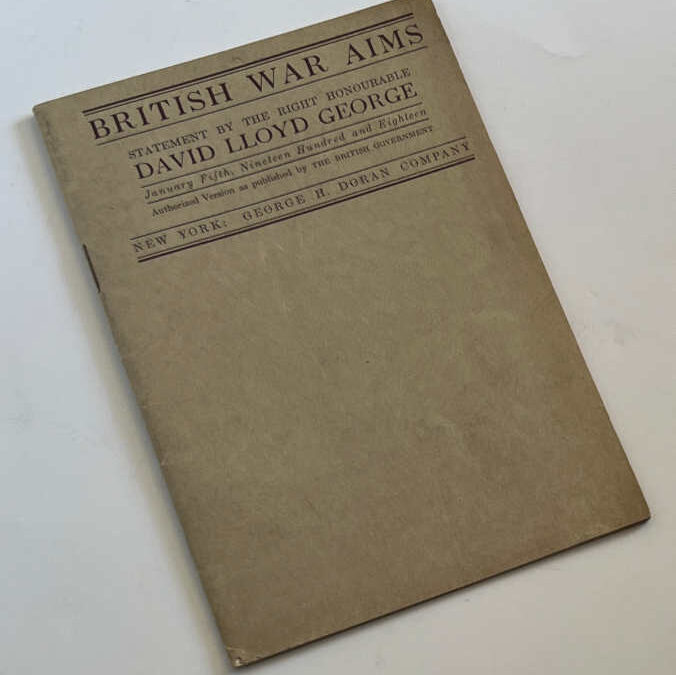 BRITISH WAR AIMS
STATEMENT BY THE RIGHT HONOURABLE
DAVID LLOYD GEORGE
January Fifth, Nineteen Hundred and Eighteen
Authorized Version as published by THE BRITISH GOVERNMENT
NEW YORK: GEORGE H. DORAN COMPANY